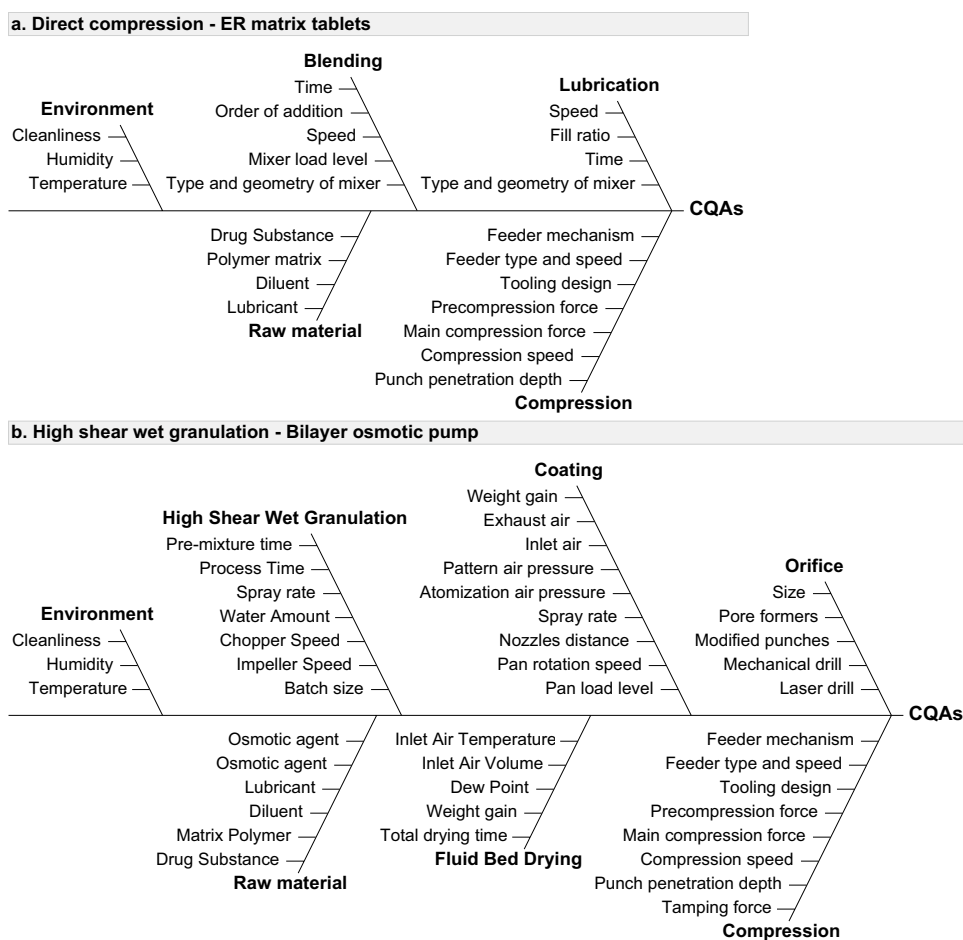 a. Direct compression - ER matrix tablets
Blending
Time
Order of addition
Speed
Mixer load level
Type and geometry of mixer
Lubrication
Speed
Fill ratio
Time
Type and geometry of mixer
Environment
Cleanliness
Humidity
Temperature
CQAs
Drug Substance
Polymer matrix
Diluent
Lubricant
Raw material
Feeder mechanism
Feeder type and speed
Tooling design
Precompression force
Main compression force
Compression speed
Punch penetration depth
Compression
b. High shear wet granulation - Bilayer osmotic pump
Environment
Cleanliness
Humidity
Temperature
High Shear Wet Granulation
Pre-mixture time
Process Time
Spray rate
Water Amount
Chopper Speed
Impeller Speed
Batch size
Coating
Weight gain
Exhaust air
Inlet air
Pattern air pressure
Atomization air pressure
Spray rate
Nozzles distance
Pan rotation speed
Pan load level
Orifice
Size
Pore formers
Modified punches
Mechanical drill
Laser drill
CQAs
Osmotic agent
Osmotic agent
Lubricant
Diluent
Matrix Polymer
Drug Substance
Raw material
Inlet Air Temperature
Inlet Air Volume
Dew Point
Weight gain
Total drying time
Fluid Bed Drying
Feeder mechanism
Feeder type and speed
Tooling design
Precompression force
Main compression force
Compression speed
Punch penetration depth
Tamping force
Compression